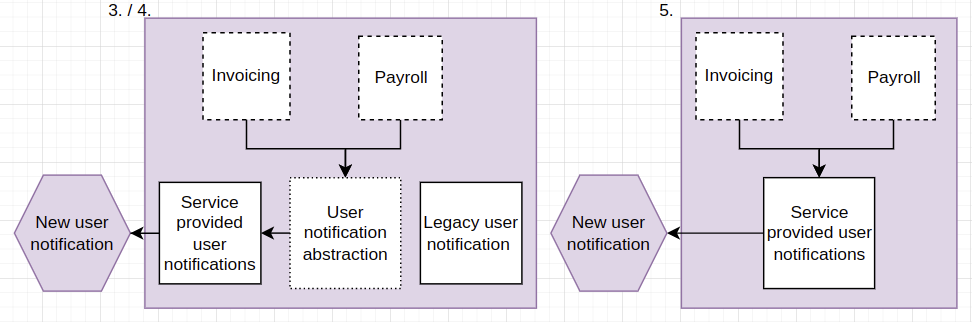 3. / 4.
Invoicing
Payroll
New user
notification
Service
provided
user
notifications
User
notification
abstraction
Legacy user
notification
5.
Invoicing
Payroll
New user
notification
Service
provided user
notifications